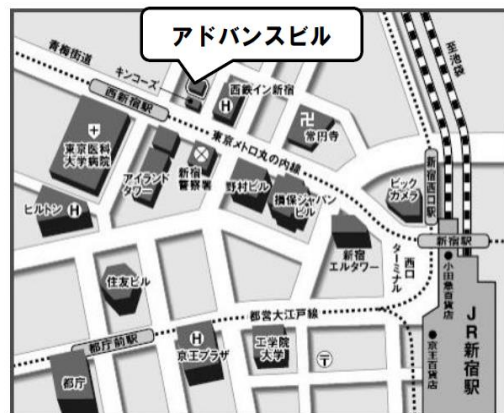 アドバンスビル
青梅街道
キンコーズ
西鉄イン新宿
至池袋
西新宿駅
H
卍
常円寺
東京メトロ丸の内線
東京医科
大学病院
アイランド
タワー
新宿
警察署
野村ビル
損保ジャパン
ビル
ビック
カメラ
新宿西口駅
ヒルトン H
新宿
エルタワー
西口
ターミナル
新宿駅
小田急百貨店
住友ビル
都営大江戸線
JR新宿駅
都庁前駅
H
京王プラザ
工学院
大学
〒
京王百貨店
都庁